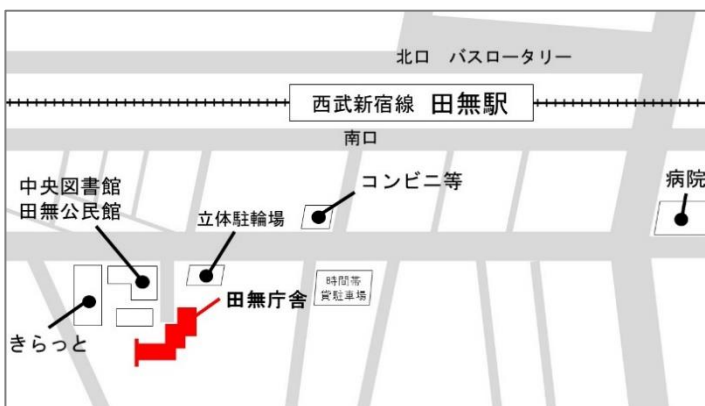 北口 バスロータリー
西武新宿線 田無駅
南口
中央図書館
田無公民館
立体駐輪場
コンビニ等
病院
時間帯
貸駐車場
田無庁舎
きらっと